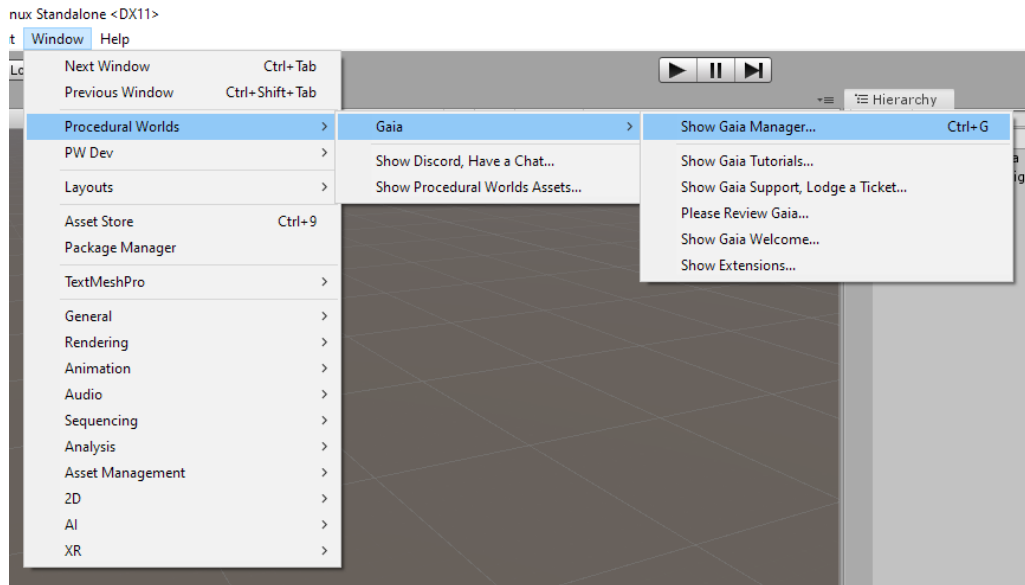 nux Standalone <DX11>
t Window Help
Lo
Next Window Ctrl+Tab
Previous Window Ctrl+Shift+Tab
Hierarchy
Procedural Worlds
Gaia
Show Gaia Manager... Ctrl+G
PW Dev
Show Discord, Have a Chat...
Show Gaia Tutorials...
a
Layouts
Show Procedural Worlds Assets...
Show Gaia Support, Lodge a Ticket...
ig
Asset Store Ctrl+9
Please Review Gaia...
Package Manager
Show Gaia Welcome...
TextMeshPro
Show Extensions...
General
Rendering
Animation
Audio
Sequencing
Analysis
Asset Management
2D
AI
XR